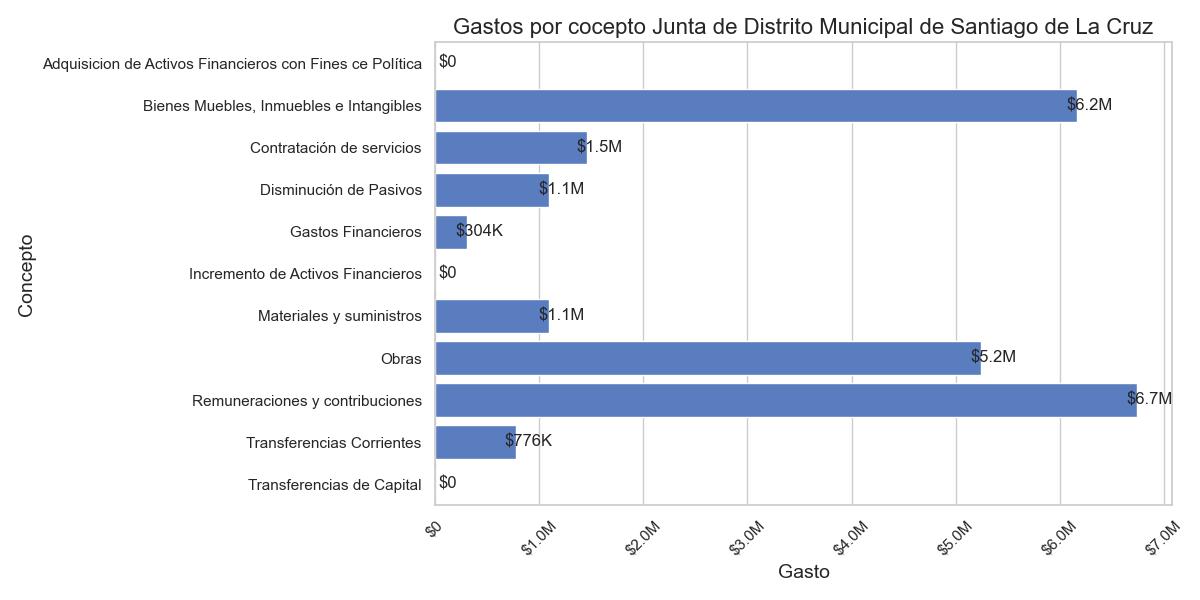 Gastos por cocepto Junta de Distrito Municipal de Santiago de La Cruz
Concepto
Adquisicion de Activos Financieros con Fines ce Política $0
Bienes Muebles, Inmuebles e Intangibles $6.2M
Contratación de servicios $1.5M
Disminución de Pasivos $1.1M
Gastos Financieros $304K
Incremento de Activos Financieros $0
Materiales y suministros $1.1M
Obras $5.2M
Remuneraciones y contribuciones $6.7M
Transferencias Corrientes $776K
Transferencias de Capital $0
$0 $1.0M $2.0M $3.0M $4.0M $5.0M $6.0M $7.0M
Gasto